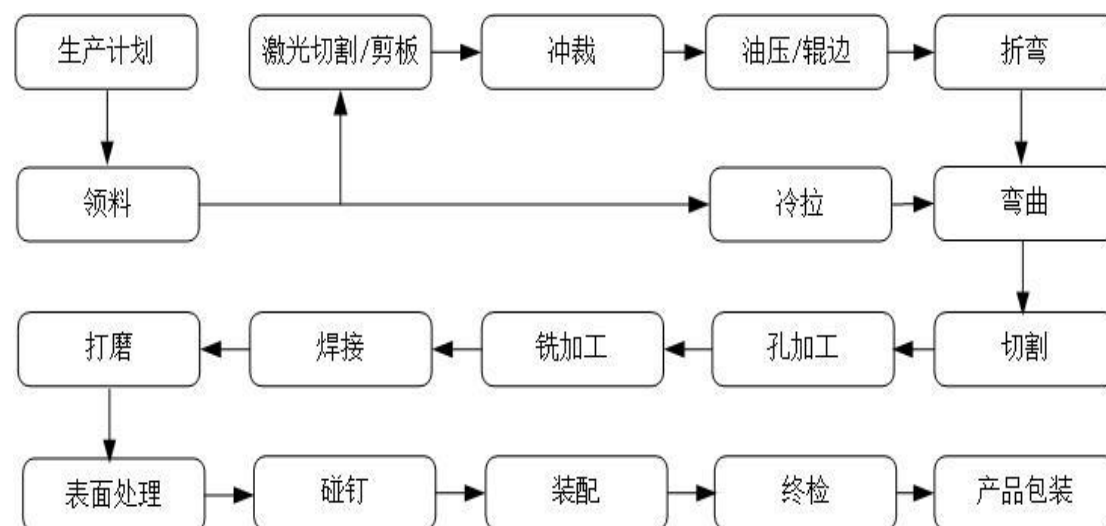 生产计划
激光切割/剪板
冲裁
油压/辊边
折弯
领料
冷拉
弯曲
打磨
焊接
铣加工
孔加工
切割
表面处理
碰钉
装配
终检
产品包装